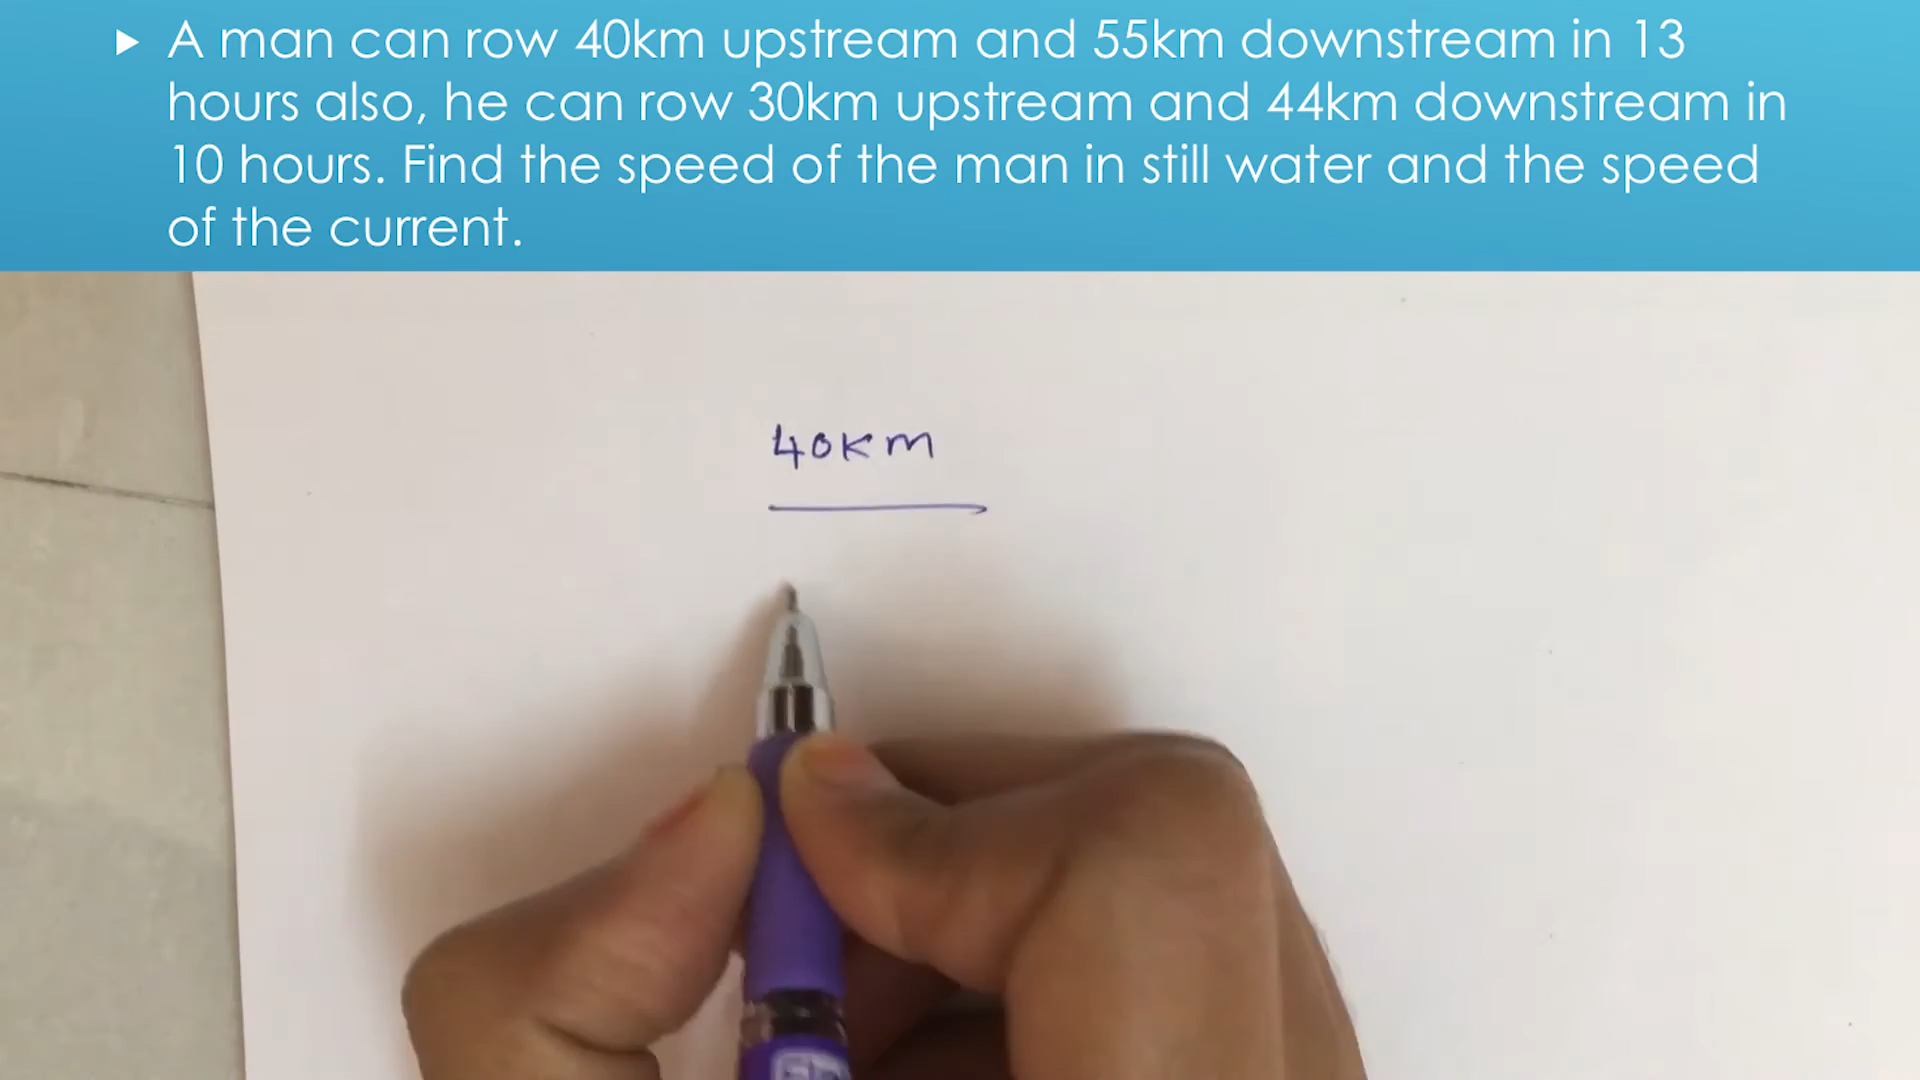 A man can row 40km upstream and 55km downstream in 13
hours also, he can row 30km upstream and 44km downstream in
10 hours. Find the speed of the man in still water and the speed
of the current.
40km